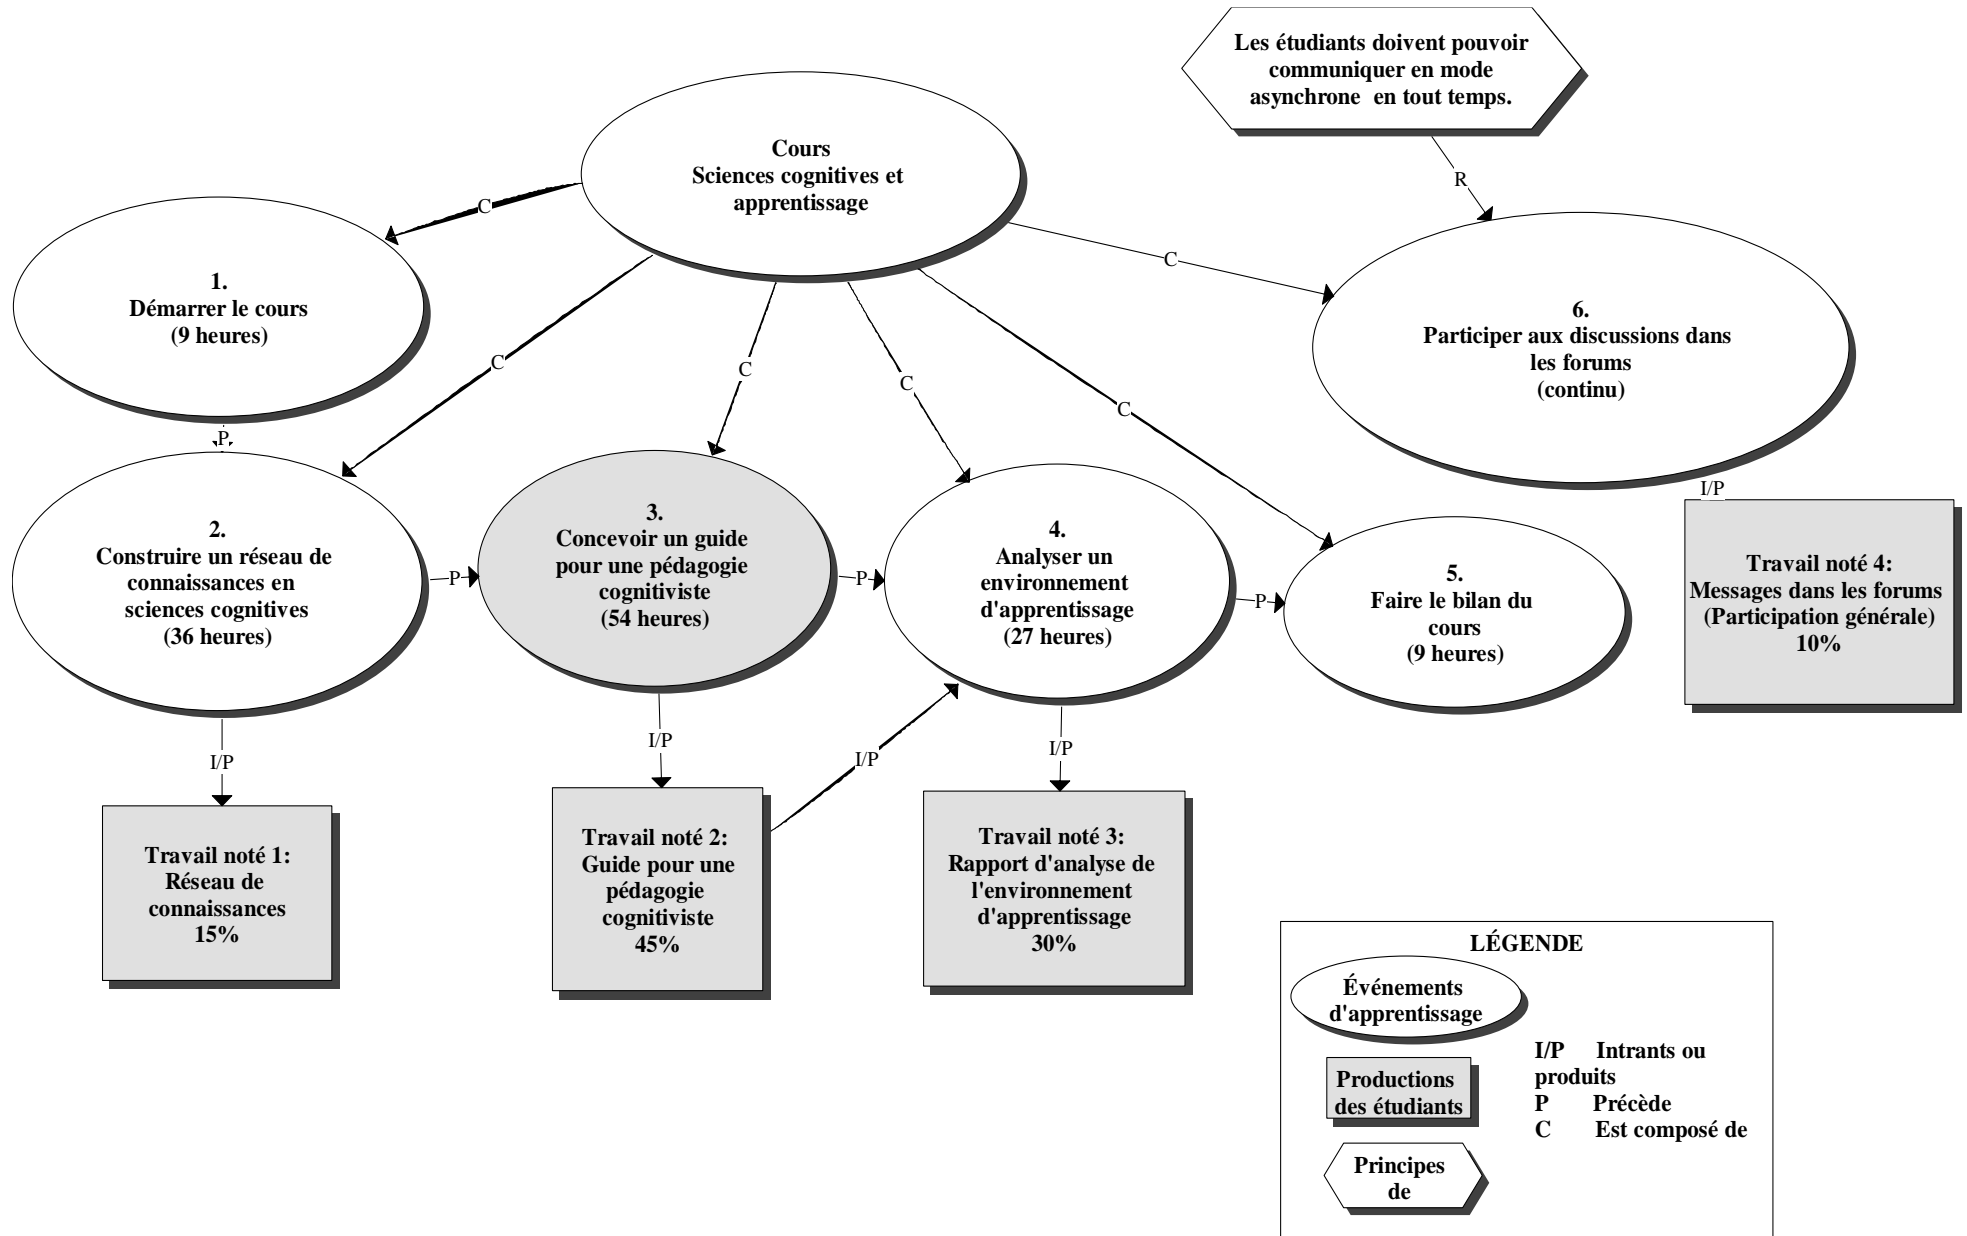 Les étudiants doivent pouvoir
communiquer en mode
asynchrone en tout temps.
R
Cours
Sciences cognitives et
apprentissage
C
C
C
C
C
C
1.
Démarrer le cours
(9 heures)
P
6.
Participer aux discussions dans
les forums
(continu)
I/P
2.
Construire un réseau de
connaissances en
sciences cognitives
(36 heures)
P
3.
Concevoir un guide
pour une pédagogie
cognitiviste
(54 heures)
P
4.
Analyser un
environnement
d'apprentissage
(27 heures)
P
5.
Faire le bilan du
cours
(9 heures)
Travail noté 4:
Messages dans les forums
(Participation générale)
10%
I/P
I/P
I/P
I/P
Travail noté 1:
Réseau de
connaissances
15%
Travail noté 2:
Guide pour une
pédagogie
cognitiviste
45%
Travail noté 3:
Rapport d'analyse de
l'environnement
d'apprentissage
30%
LÉGENDE
Événements
d'apprentissage
Productions
des étudiants
Principes
de
I/P Intrants ou
produits
P Précède
C Est composé de